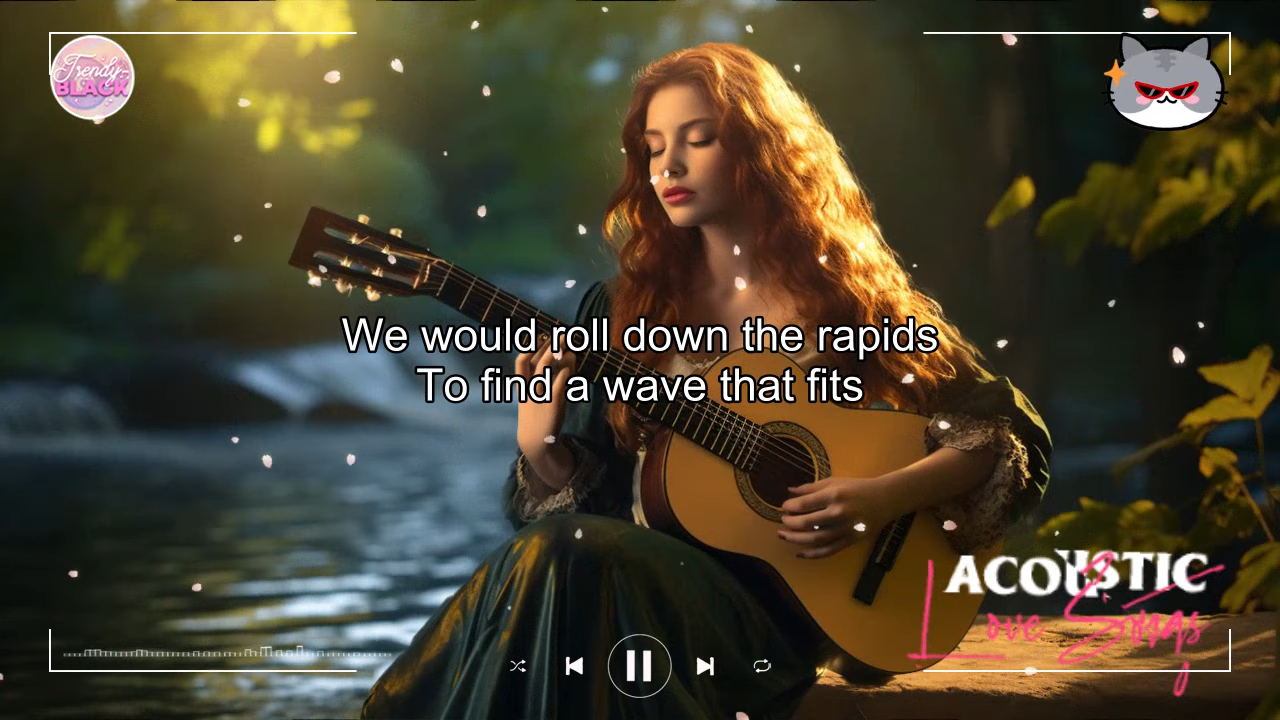 Trendy
BLACK
We would roll down the rapids
To find a wave that fits
ACOUSTIC
Love Songs